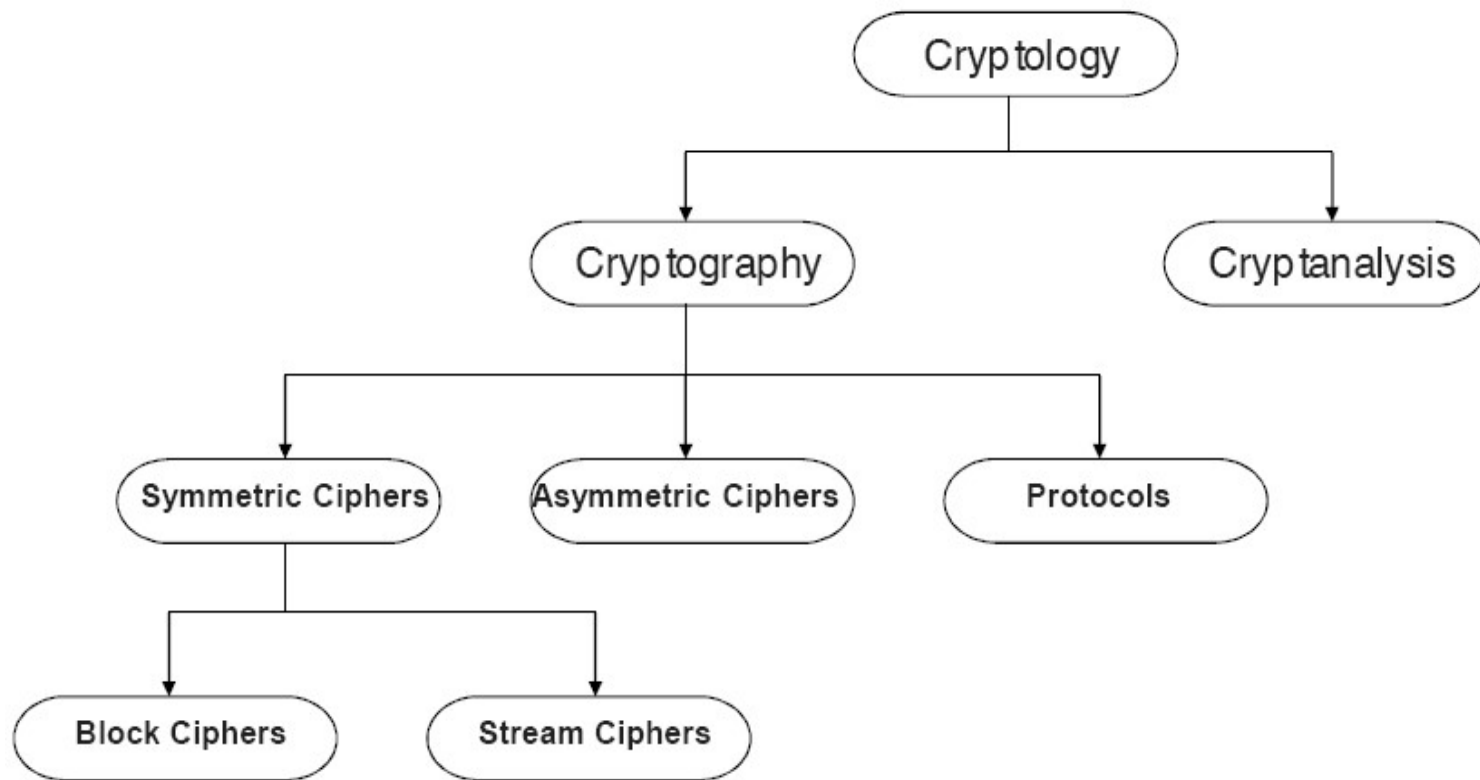 Cryptology
Cryptography
Cryptanalysis
Symmetric Ciphers
Asymmetric Ciphers
Protocols
Block Ciphers
Stream Ciphers